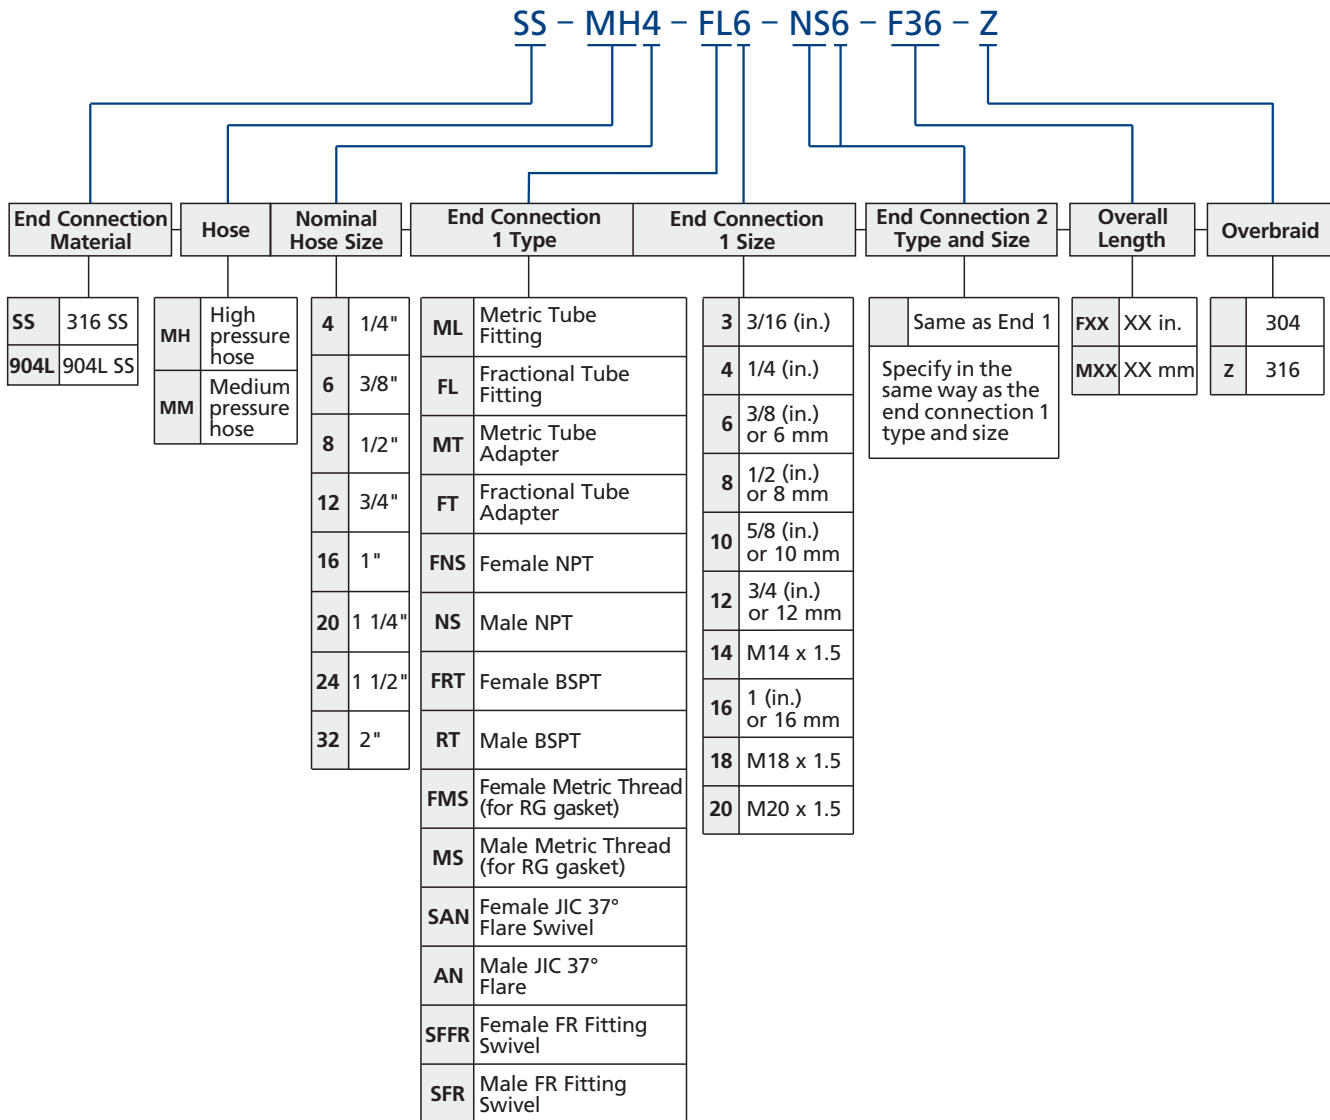 SS – MH4 – FL6 – NS6 – F36 – Z
End Connection
Material
Hose
Nominal
Hose Size
End Connection
1 Type
End Connection
1 Size
End Connection 2
Type and Size
Overall
Length
Overbraid
SS 316 SS
904L 904L SS
MH High
pressure
hose
MM Medium
pressure
hose
4 1/4"
6 3/8"
8 1/2"
12 3/4"
16 1"
20 1 1/4"
24 1 1/2"
32 2"
ML Metric Tube
Fitting
FL Fractional Tube
Fitting
MT Metric Tube
Adapter
FT Fractional Tube
Adapter
FNS Female NPT
NS Male NPT
FRT Female BSPT
RT Male BSPT
FMS Female Metric Thread
(for RG gasket)
MS Male Metric Thread
(for RG gasket)
SAN Female JIC 37°
Flare Swivel
AN Male JIC 37°
Flare
SFFR Female FR Fitting
Swivel
SFR Male FR Fitting
Swivel
3 3/16 (in.)
4 1/4 (in.)
6 3/8 (in.)
or 6 mm
8 1/2 (in.)
or 8 mm
10 5/8 (in.)
or 10 mm
12 3/4 (in.)
or 12 mm
14 M14 x 1.5
16 1 (in.)
or 16 mm
18 M18 x 1.5
20 M20 x 1.5
Same as End 1
Specify in the
same way as the
end connection 1
type and size
FXX XX in.
MXX XX mm
304
Z 316